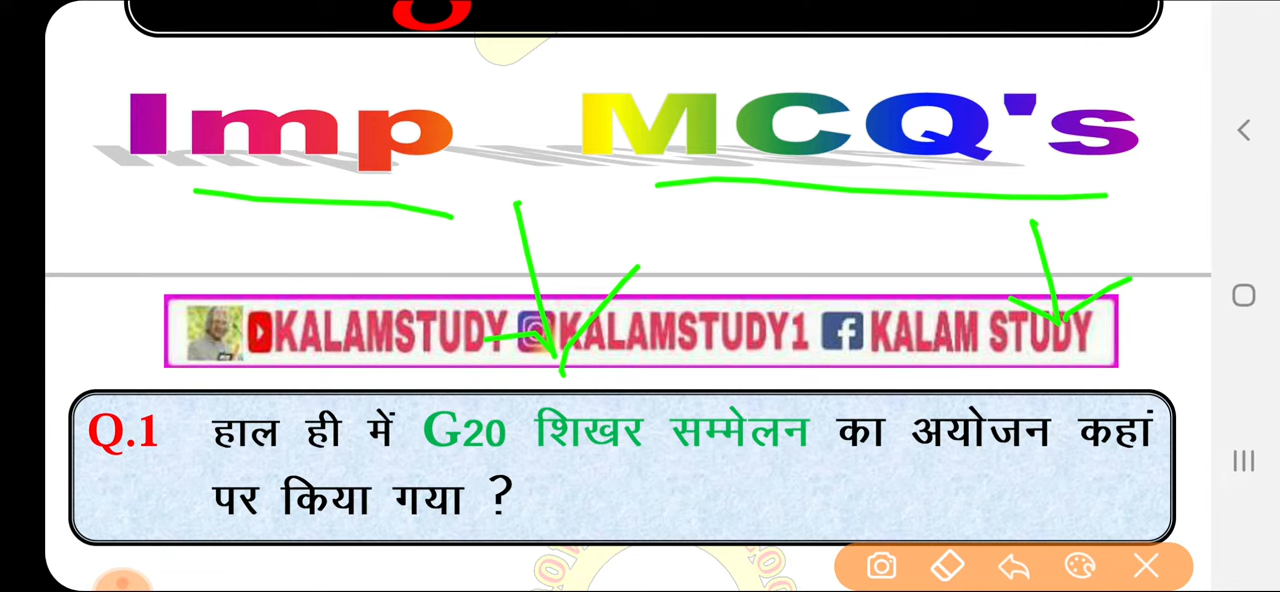 Imp MCQ's
KALAMSTUDY KALAMSTUDY1 KALAM STUDY
Q.1 हाल ही में G20 शिखर सम्मेलन का अयोजन कहां
पर किया गया ?